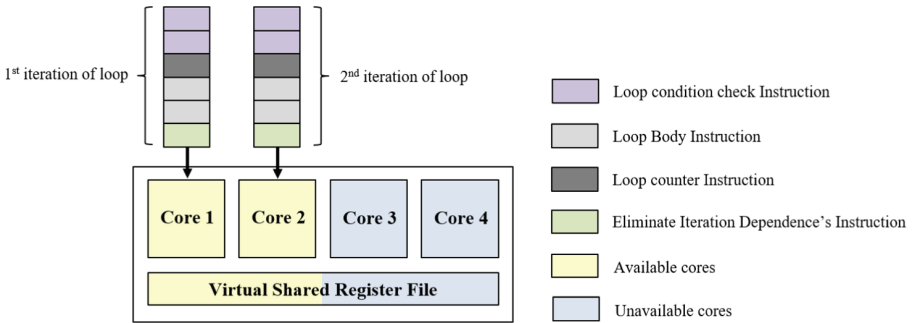 1st iteration of loop
2nd iteration of loop
Core 1
Core 2
Core 3
Core 4
Virtual Shared Register File
Loop condition check Instruction
Loop Body Instruction
Loop counter Instruction
Eliminate Iteration Dependence's Instruction
Available cores
Unavailable cores